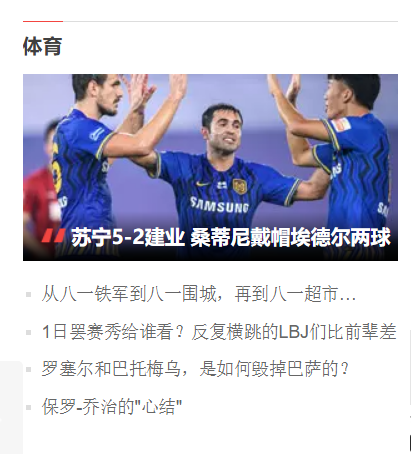 体育
SAMSUNG
SAMSUNG
苏宁5-2建业 桑蒂尼戴帽埃德尔两球
从八一铁军到八一围城，再到八一超市…
1日罢赛秀给谁看？反复横跳的LBJ们比前辈差
罗塞尔和巴托梅乌，是如何毁掉巴萨的？
保罗-乔治的"心结"